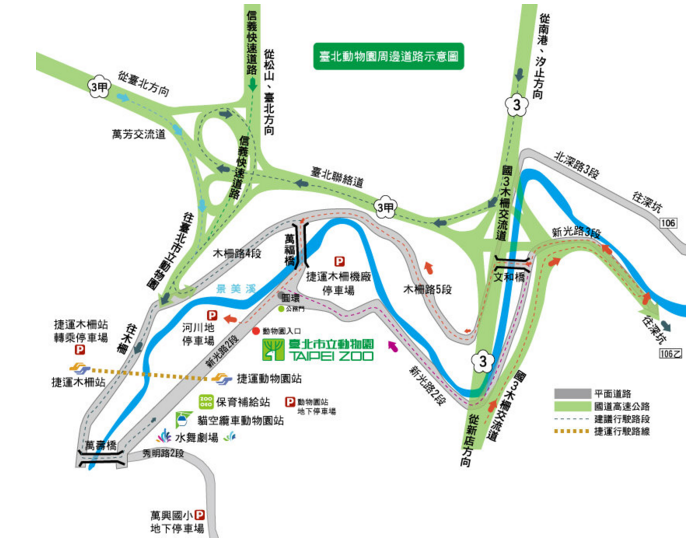 臺北動物園周邊道路示意圖
信義快速道路
從松山、臺北方向
從南港、汐止方向
3甲
從臺北方向
萬芳交流道
信義快速道路
臺北聯絡道
3甲
3
國3木柵交流道
北深路3段
往深坑
106
新光路3段
往深坑
106乙
往臺北市立動物園
木柵路4段
萬福橋
捷運木柵機廠
停車場
木柵路5段
文和橋
景美溪
圓環
公務門
河川地
停車場
動物園入口
臺北市立動物園
TAIPEI ZOO
新光路2段
新光路2段
捷運木柵站
轉乘停車場
往木柵
捷運木柵站
捷運動物園站
保育補給站
動物園站
地下停車場
貓空纜車動物園站
水舞劇場
萬壽橋
秀明路2段
萬興國小
地下停車場
3
國3木柵交流道
從新店方向
平面道路
國道高速公路
建議行駛路段
捷運行駛路線